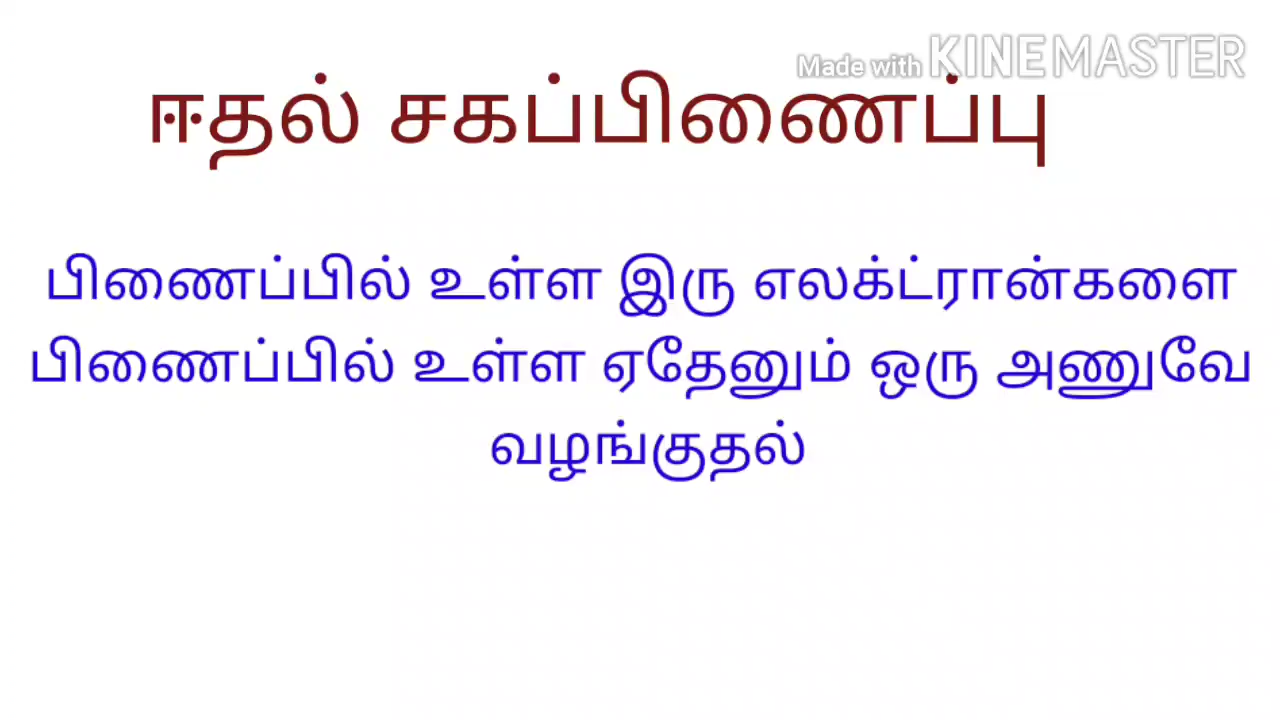 Made with KINEMASTER
ஈதல் சகப்பிணைப்பு
பிணைப்பில் உள்ள இரு எலக்ட்ரான்களை
பிணைப்பில் உள்ள ஏதேனும் ஒரு அணுவே
வழங்குதல்